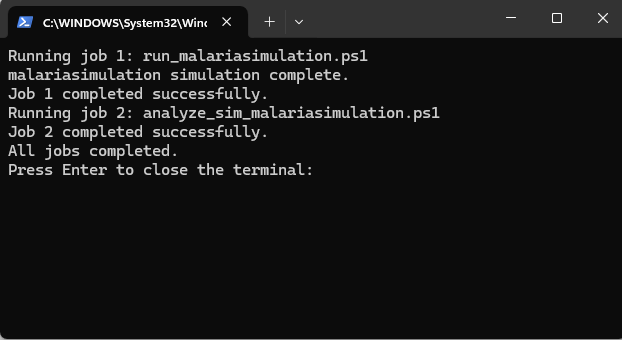 C:\WINDOWS\System32\Wind
Running job 1: run_malariasimulation.ps1
malariasimulation simulation complete.
Job 1 completed successfully.
Running job 2: analyze_sim_malariasimulation.ps1
Job 2 completed successfully.
All jobs completed.
Press Enter to close the terminal: